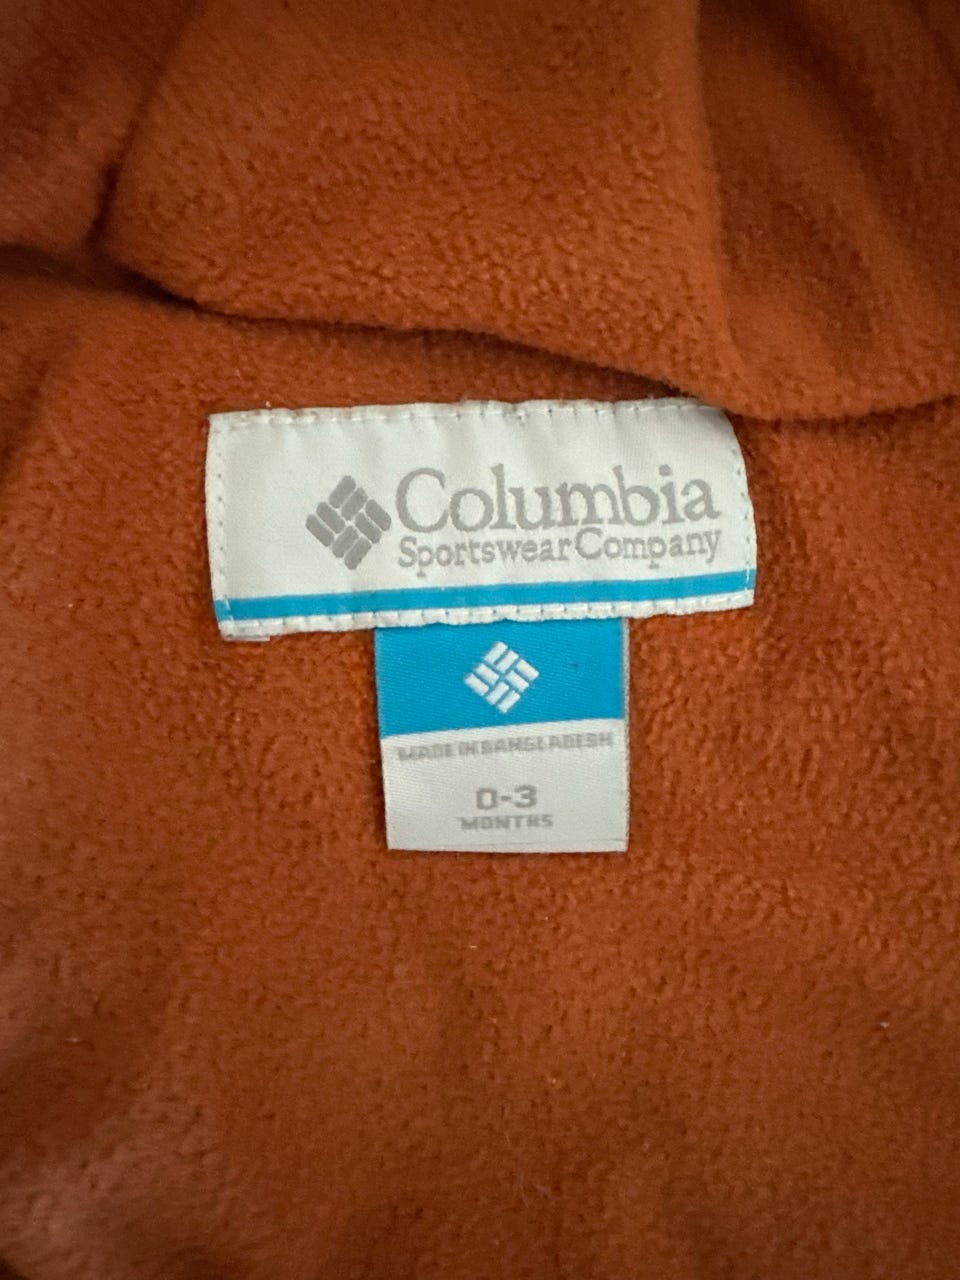 Columbia
Sportswear Company
MADE IN BANGLADESH
0-3
MONTHS